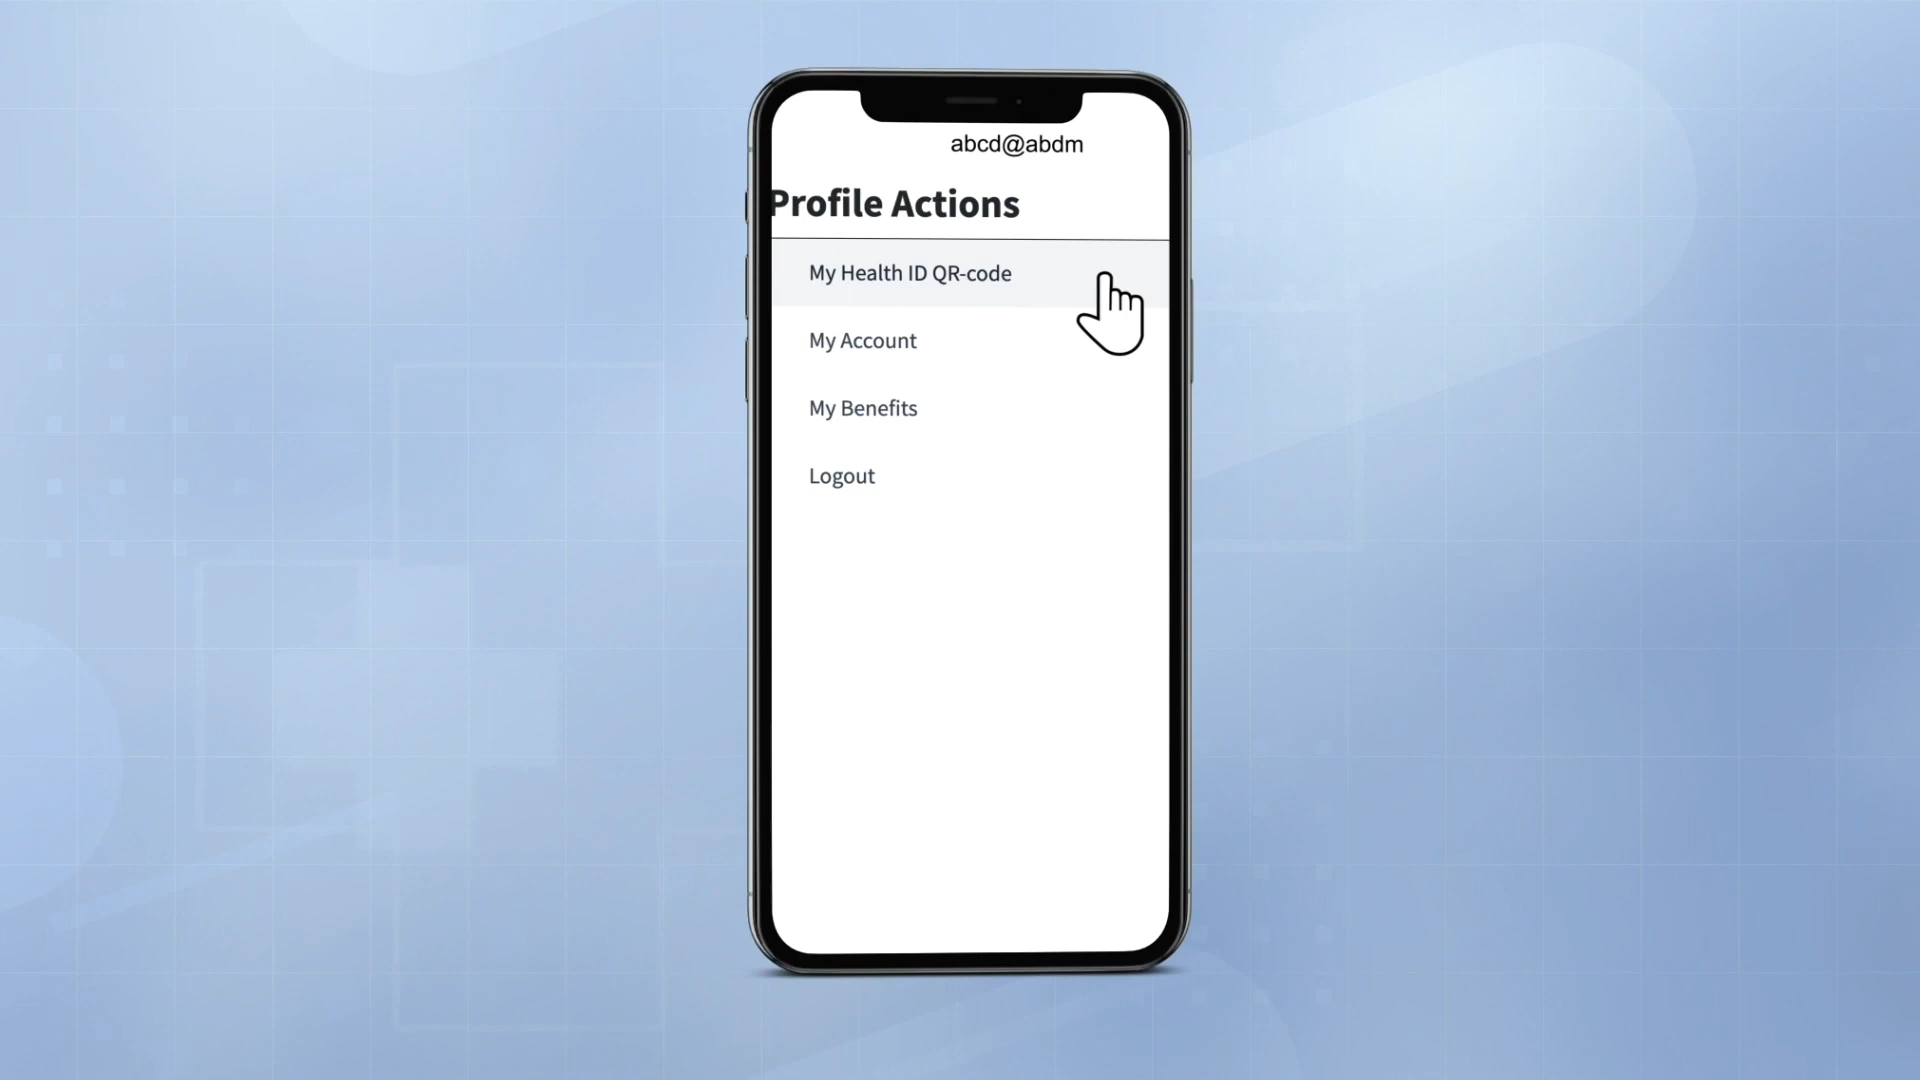 abcd@abdm
Profile Actions
My Health ID QR-code
My Account
My Benefits
Logout